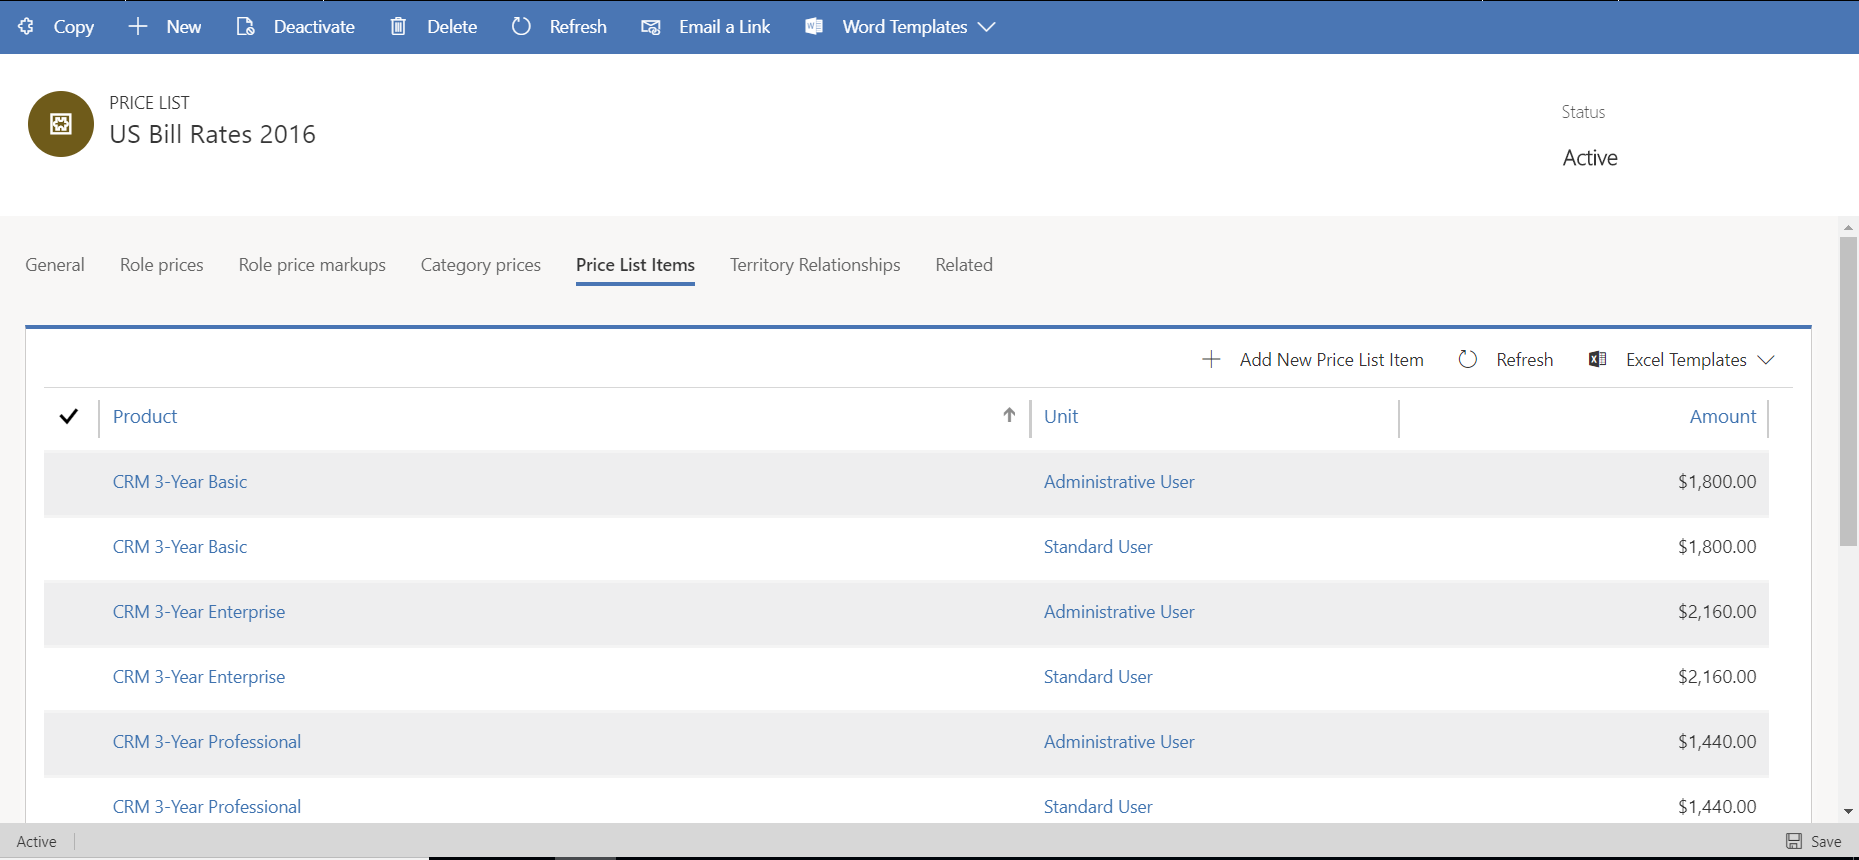 Copy New Deactivate Delete Refresh Email a Link Word Templates
PRICE LIST
US Bill Rates 2016
Status
Active
General Role prices Role price markups Category prices Price List Items Territory Relationships Related
Add New Price List Item Refresh Excel Templates
Product Unit Amount
CRM 3-Year Basic Administrative User $1,800.00
CRM 3-Year Basic Standard User $1,800.00
CRM 3-Year Enterprise Administrative User $2,160.00
CRM 3-Year Enterprise Standard User $2,160.00
CRM 3-Year Professional Administrative User $1,440.00
CRM 3-Year Professional Standard User $1,440.00
Active Save